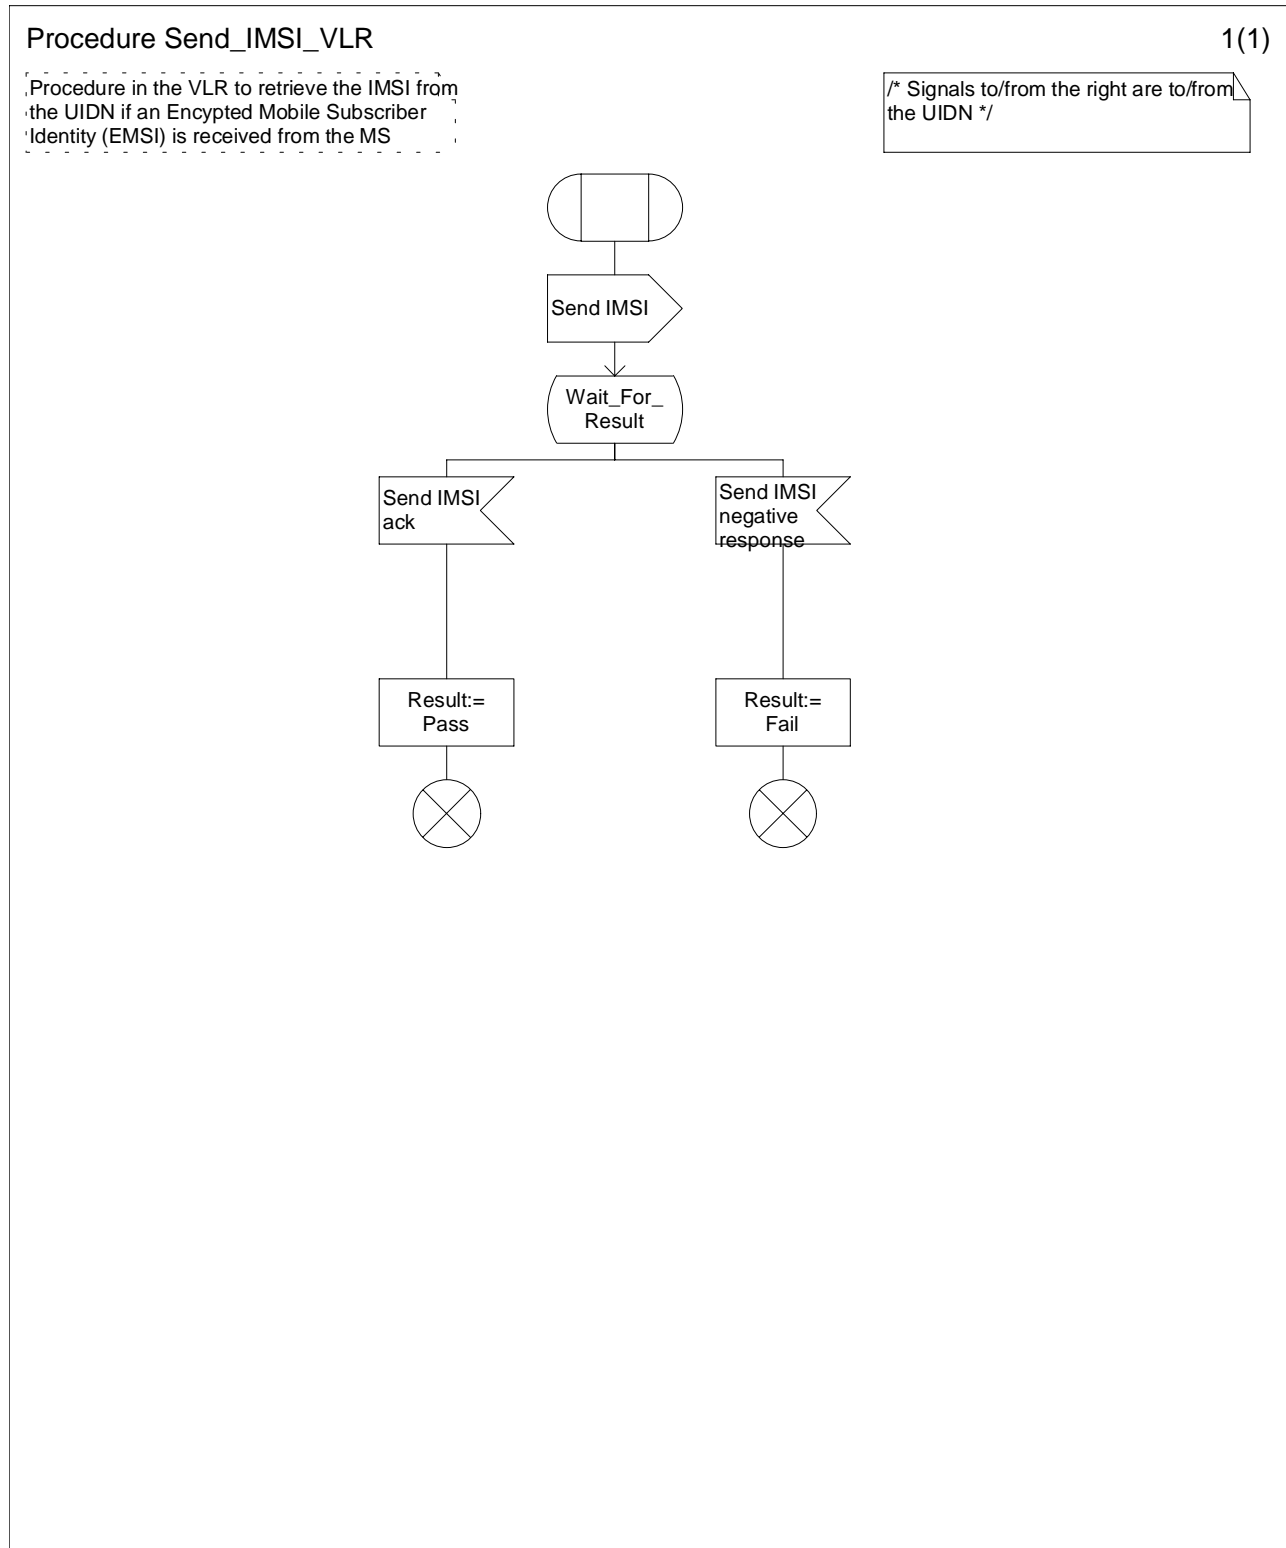 Procedure Send_IMSI_VLR
1(1)
Procedure in the VLR to retrieve the IMSI from
the UIDN if an Encypted Mobile Subscriber
Identity (EMSI) is received from the MS
/* Signals to/from the right are to/from
the UIDN */
Send IMSI
Wait_For_
Result
Send IMSI
ack
Send IMSI
negative
response
Result:=
Pass
Result:=
Fail